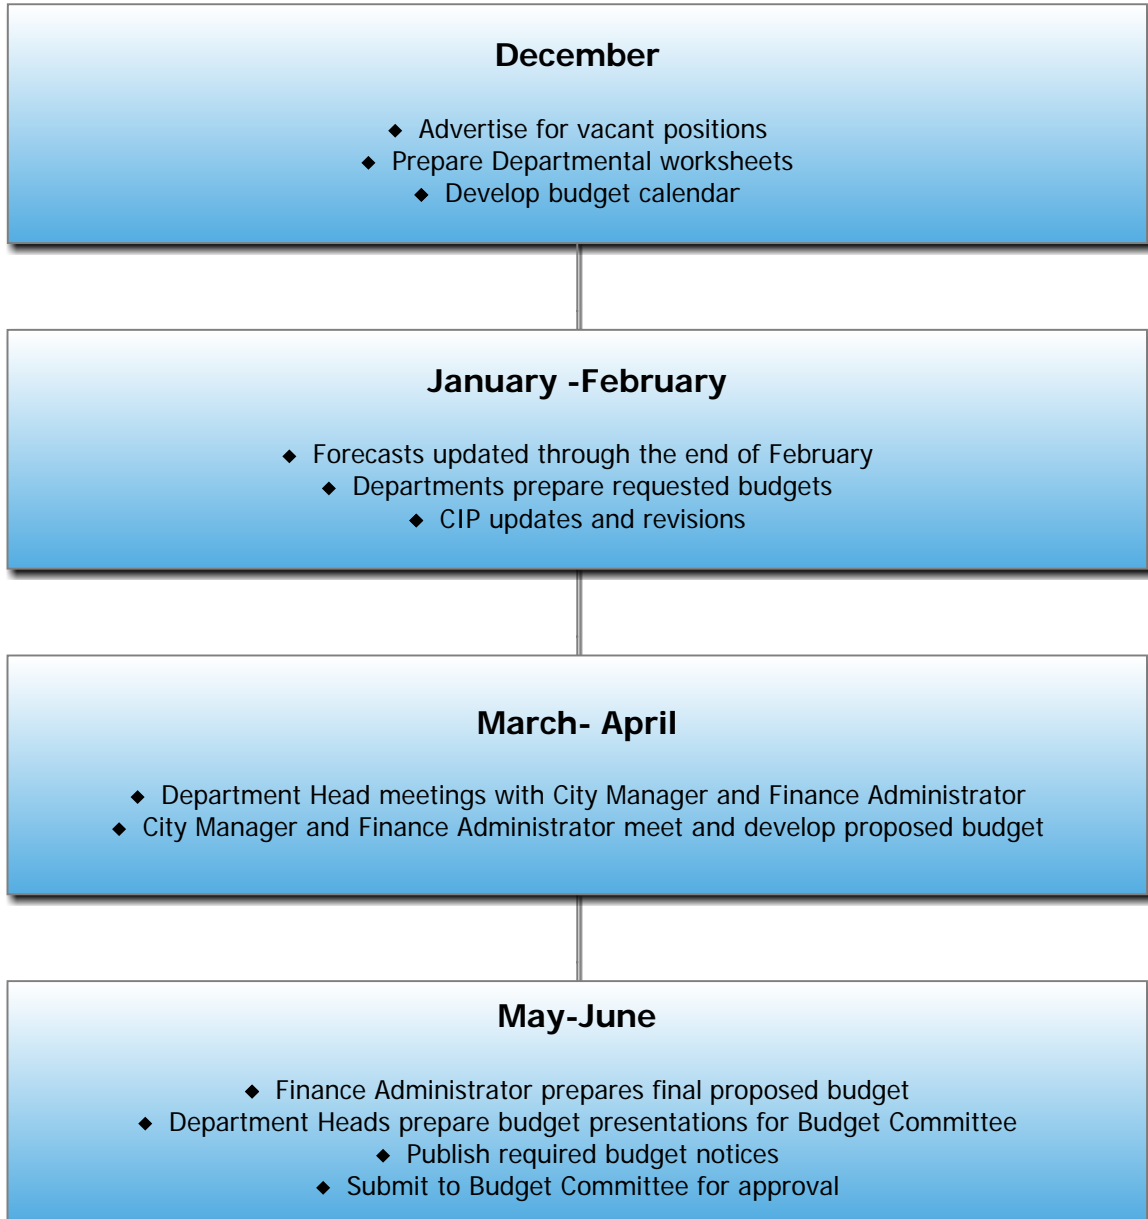 December
◆ Advertise for vacant positions
◆ Prepare Departmental worksheets
◆ Develop budget calendar
January -February
◆ Forecasts updated through the end of February
◆ Departments prepare requested budgets
◆ CIP updates and revisions
March- April
◆ Department Head meetings with City Manager and Finance Administrator
◆ City Manager and Finance Administrator meet and develop proposed budget
May-June
◆ Finance Administrator prepares final proposed budget
◆ Department Heads prepare budget presentations for Budget Committee
◆ Publish required budget notices
◆ Submit to Budget Committee for approval